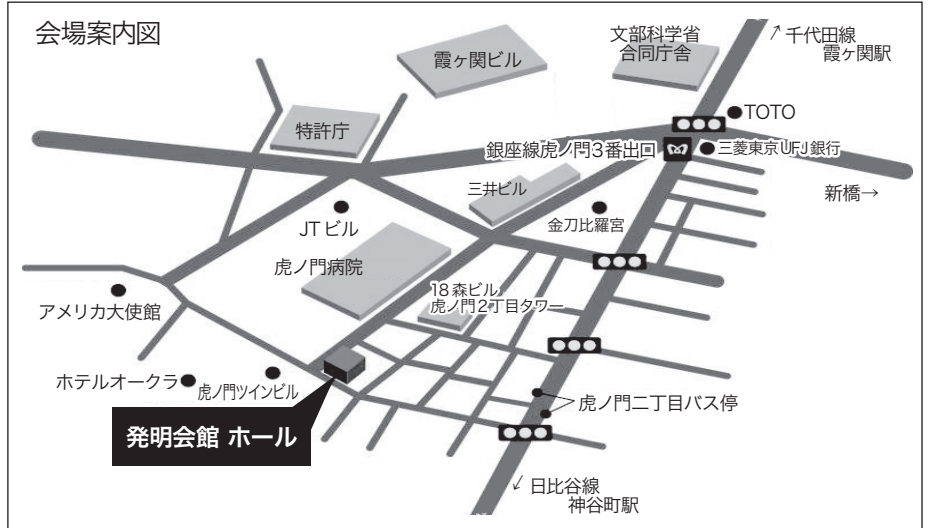 会場案内図
文部科学省
合同庁舎
↗千代田線
霞ヶ関駅
霞ヶ関ビル
TOTO
特許庁
銀座線虎ノ門3番出口
三菱東京UFJ銀行
三井ビル
新橋→
金刀比羅宮
JTビル
虎ノ門病院
18森ビル
虎ノ門2丁目タワー
アメリカ大使館
ホテルオークラ
虎ノ門ツインビル
虎ノ門二丁目バス停
発明会館 ホール
↙日比谷線
神谷町駅